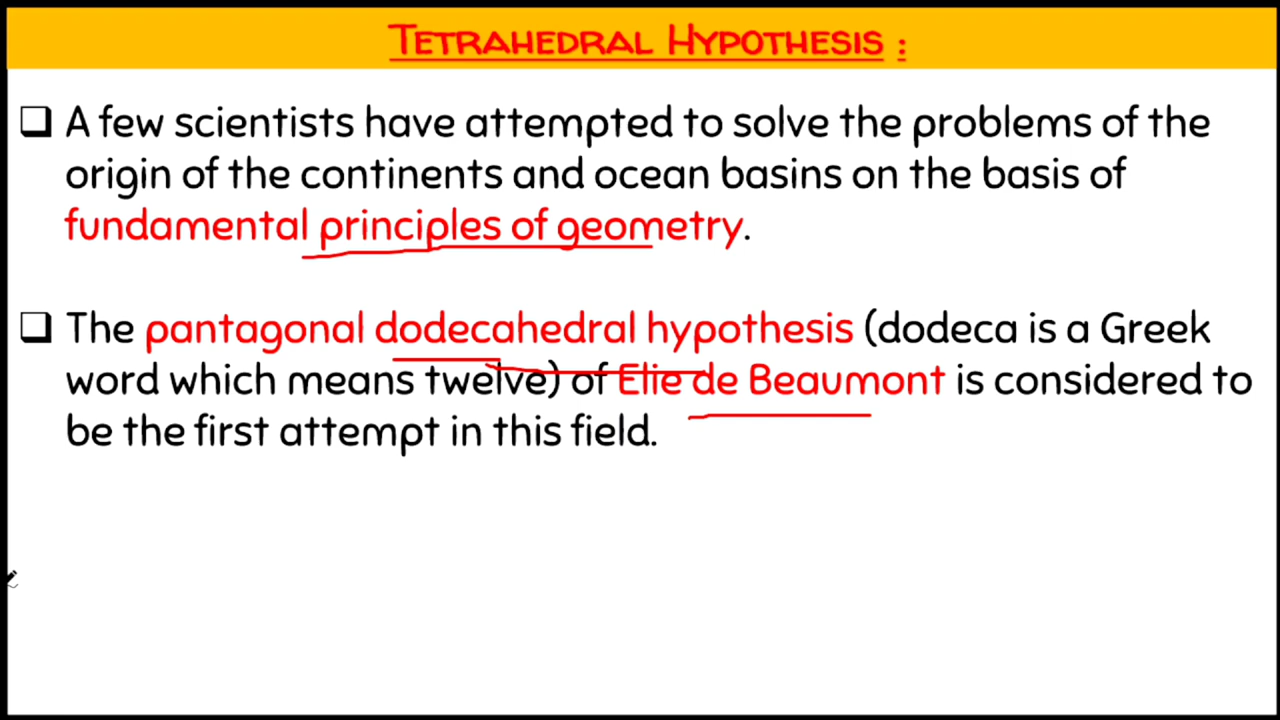 TETRAHEDRAL HYPOTHESIS :
❑ A few scientists have attempted to solve the problems of the
origin of the continents and ocean basins on the basis of
fundamental principles of geometry.
❑ The pantagonal dodecahedral hypothesis (dodeca is a Greek
word which means twelve) of Elie de Beaumont is considered to
be the first attempt in this field.